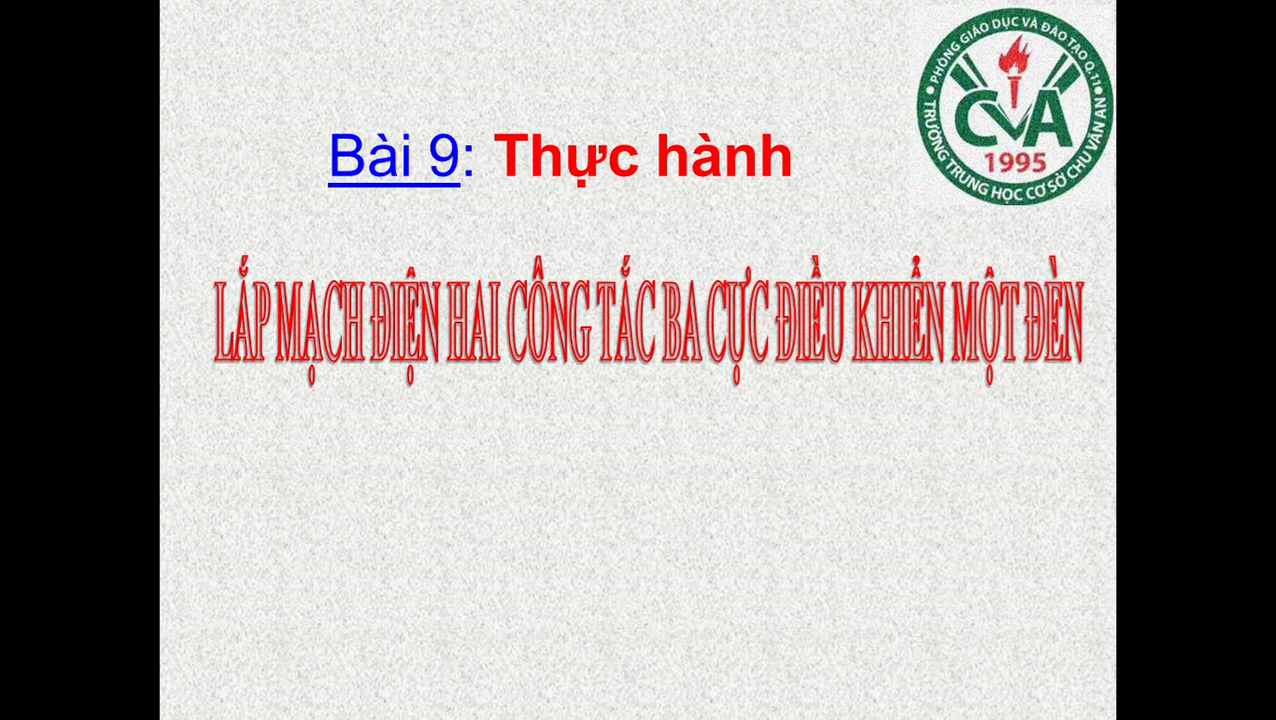 PHÒNG GIÁO DỤC VÀ ĐÀO TẠO Q.11
CVA
1995
TRƯỜNG TRUNG HỌC CƠ SỞ CHU VĂN AN
Bài 9: Thực hành
LẮP MẠCH ĐIỆN HAI CÔNG TẮC BA CỰC ĐIỀU KHIỂN MỘT ĐÈN